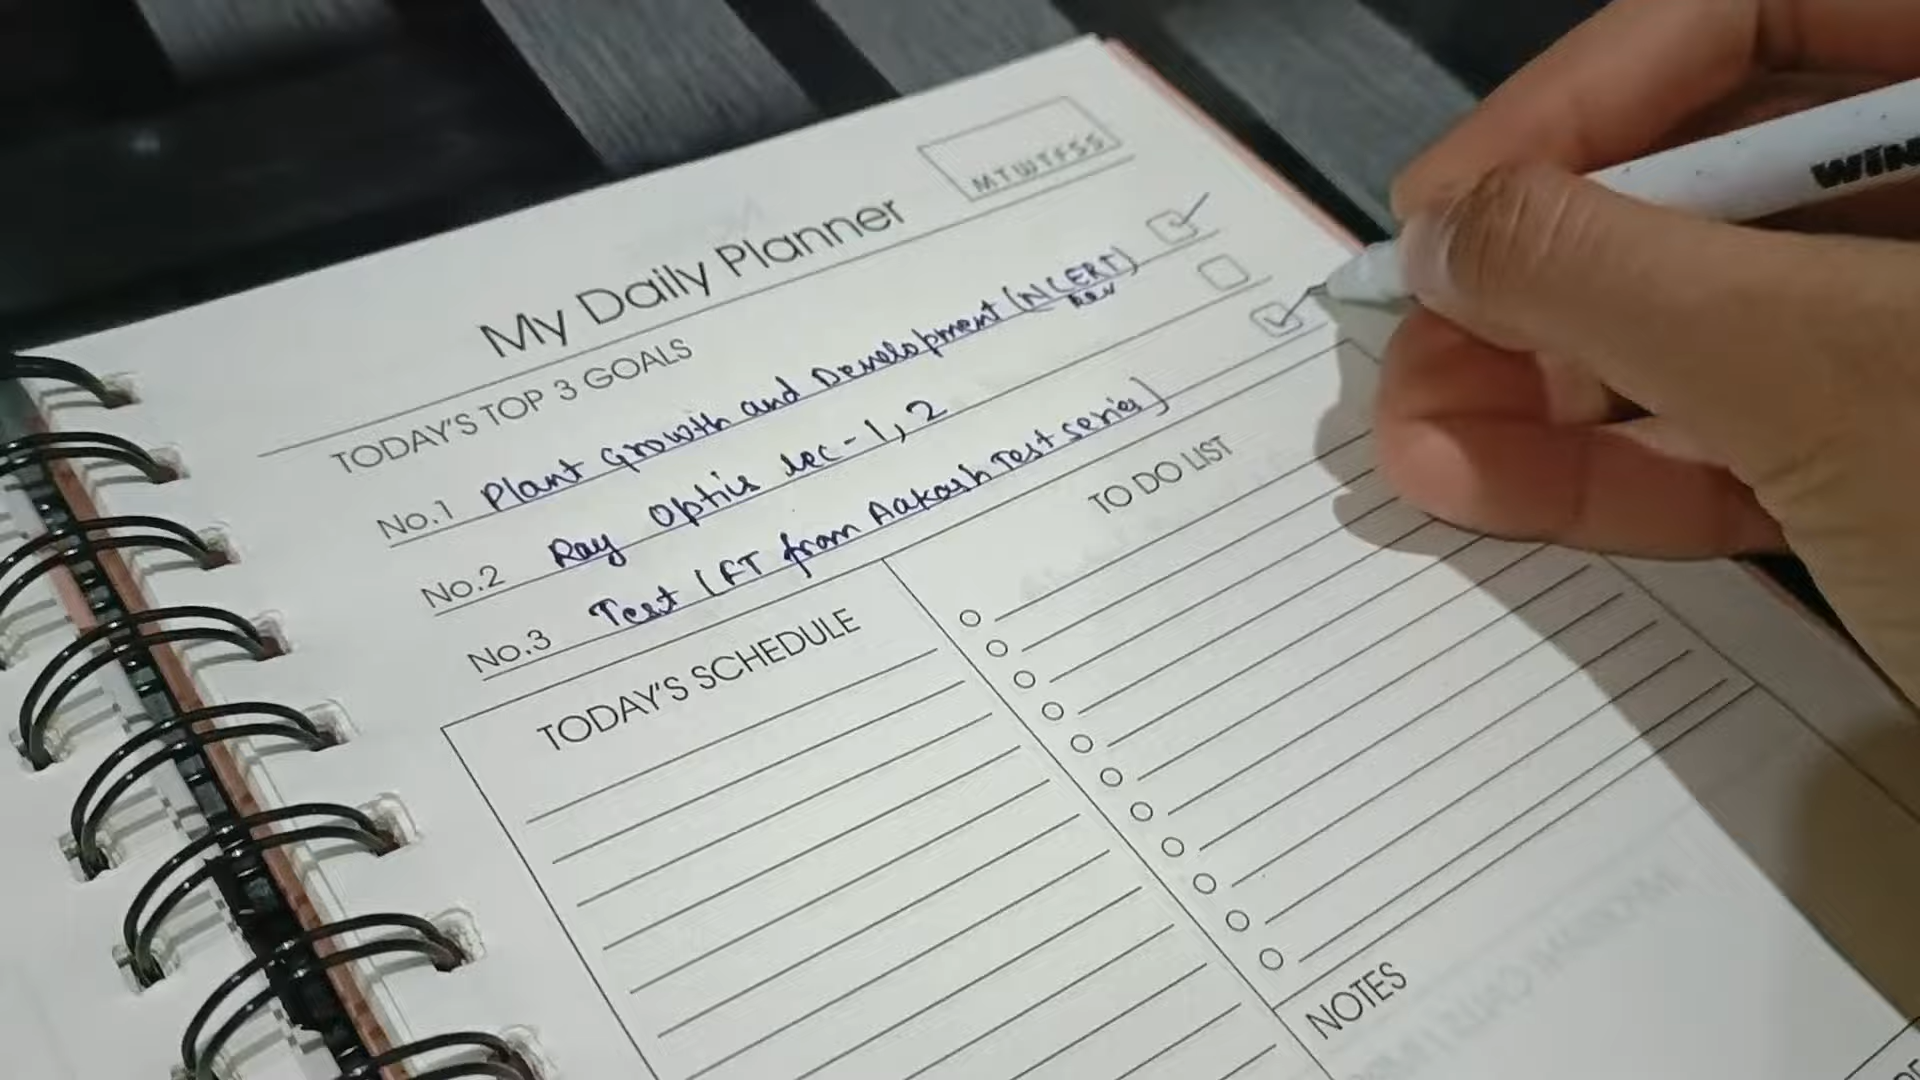 MTWTFSS
My Daily Planner
TODAY'S TOP 3 GOALS
No.1 Plant Growth and Development (NCERT)
Rev
No.2 Ray Optics lec-1, 2
No.3 Test (FT from Aakash Test series)
TODAY'S SCHEDULE
TO DO LIST
NOTES
WIN